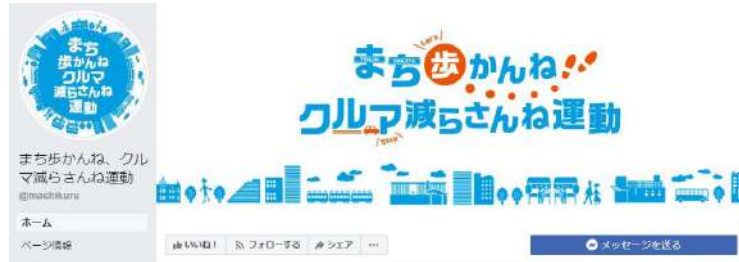 まち
歩かんね
クルマ
減らさんね
運動
まち歩かんね、クル
マ減らさんね運動
@machikuru
ホーム
ページ情報
Let's
まち歩かんね!!
クルマ減らさんね運動
Stop
いいね!
フォローする
シェア
メッセージを送る